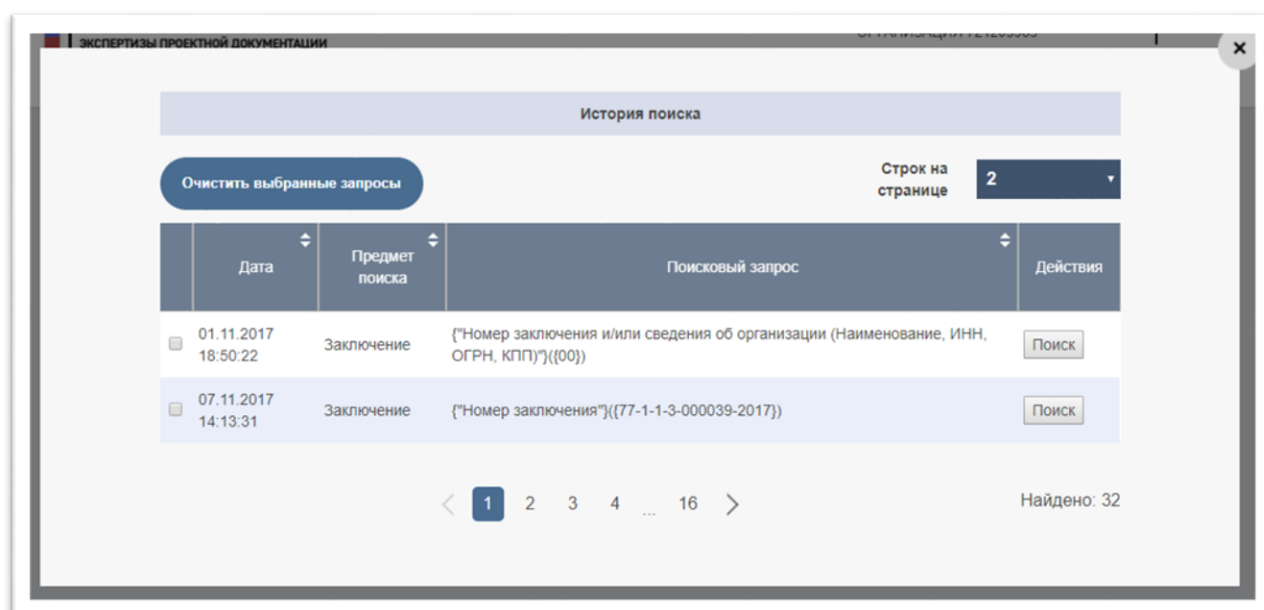 ЭКСПЕРТИЗЫ ПРОЕКТНОЙ ДОКУМЕНТАЦИИ
×
История поиска
Очистить выбранные запросы
Строк на
странице
2
Дата
Предмет
поиска
Поисковый запрос
Действия
01.11.2017
18:50:22
Заключение
{"Номер заключения и/или сведения об организации (Наименование, ИНН,
ОГРН, КПП)"}({00})
Поиск
07.11.2017
14:13:31
Заключение
{"Номер заключения"}({77-1-1-3-000039-2017})
Поиск
1 2 3 4 ... 16
Найдено: 32